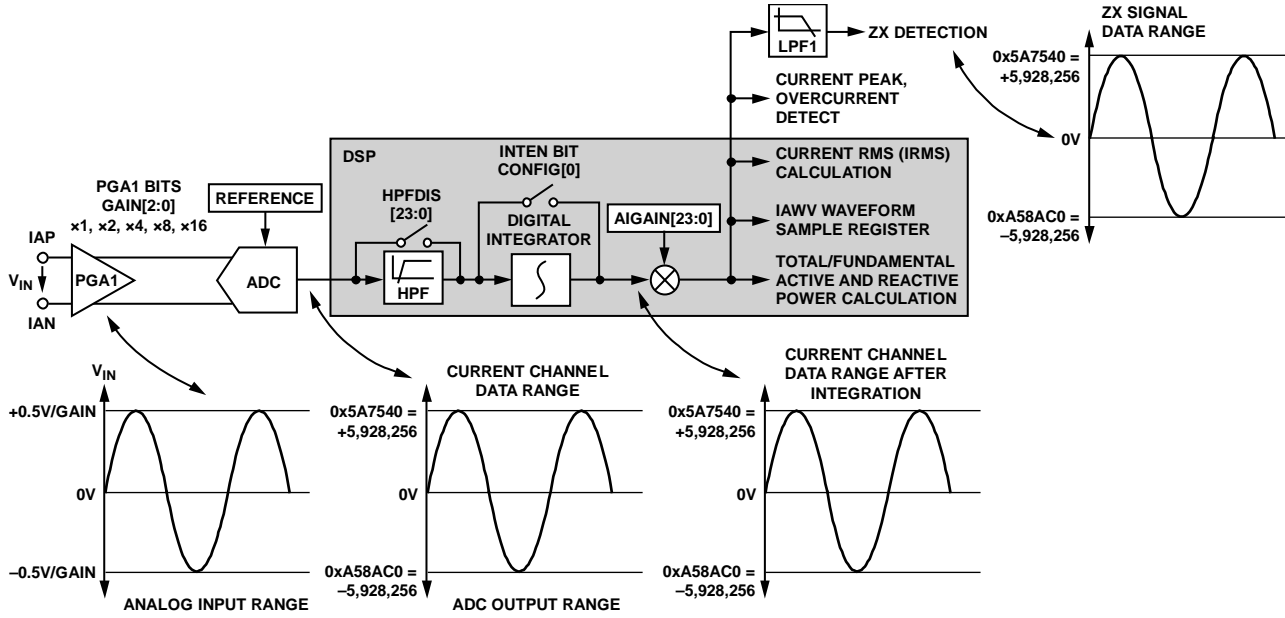 LPF1
ZX DETECTION
ZX SIGNAL
DATA RANGE
0x5A7540 =
+5,928,256
0V
0xA58AC0 =
–5,928,256
CURRENT PEAK,
OVERCURRENT
DETECT
DSP
PGA1 BITS
GAIN[2:0]
×1, ×2, ×4, ×8, ×16
REFERENCE
HPFDIS
[23:0]
INTEN BIT
CONFIG[0]
DIGITAL
INTEGRATOR
AIGAIN[23:0]
CURRENT RMS (IRMS)
CALCULATION
IAWV WAVEFORM
SAMPLE REGISTER
TOTAL/FUNDAMENTAL
ACTIVE AND REACTIVE
POWER CALCULATION
IAP
VIN
IAN
PGA1
ADC
HPF
VIN
+0.5V/GAIN
0V
–0.5V/GAIN
ANALOG INPUT RANGE
CURRENT CHANNEL
DATA RANGE
0x5A7540 =
+5,928,256
0V
0xA58AC0 =
–5,928,256
ADC OUTPUT RANGE
CURRENT CHANNEL
DATA RANGE AFTER
INTEGRATION
0x5A7540 =
+5,928,256
0V
0xA58AC0 =
–5,928,256